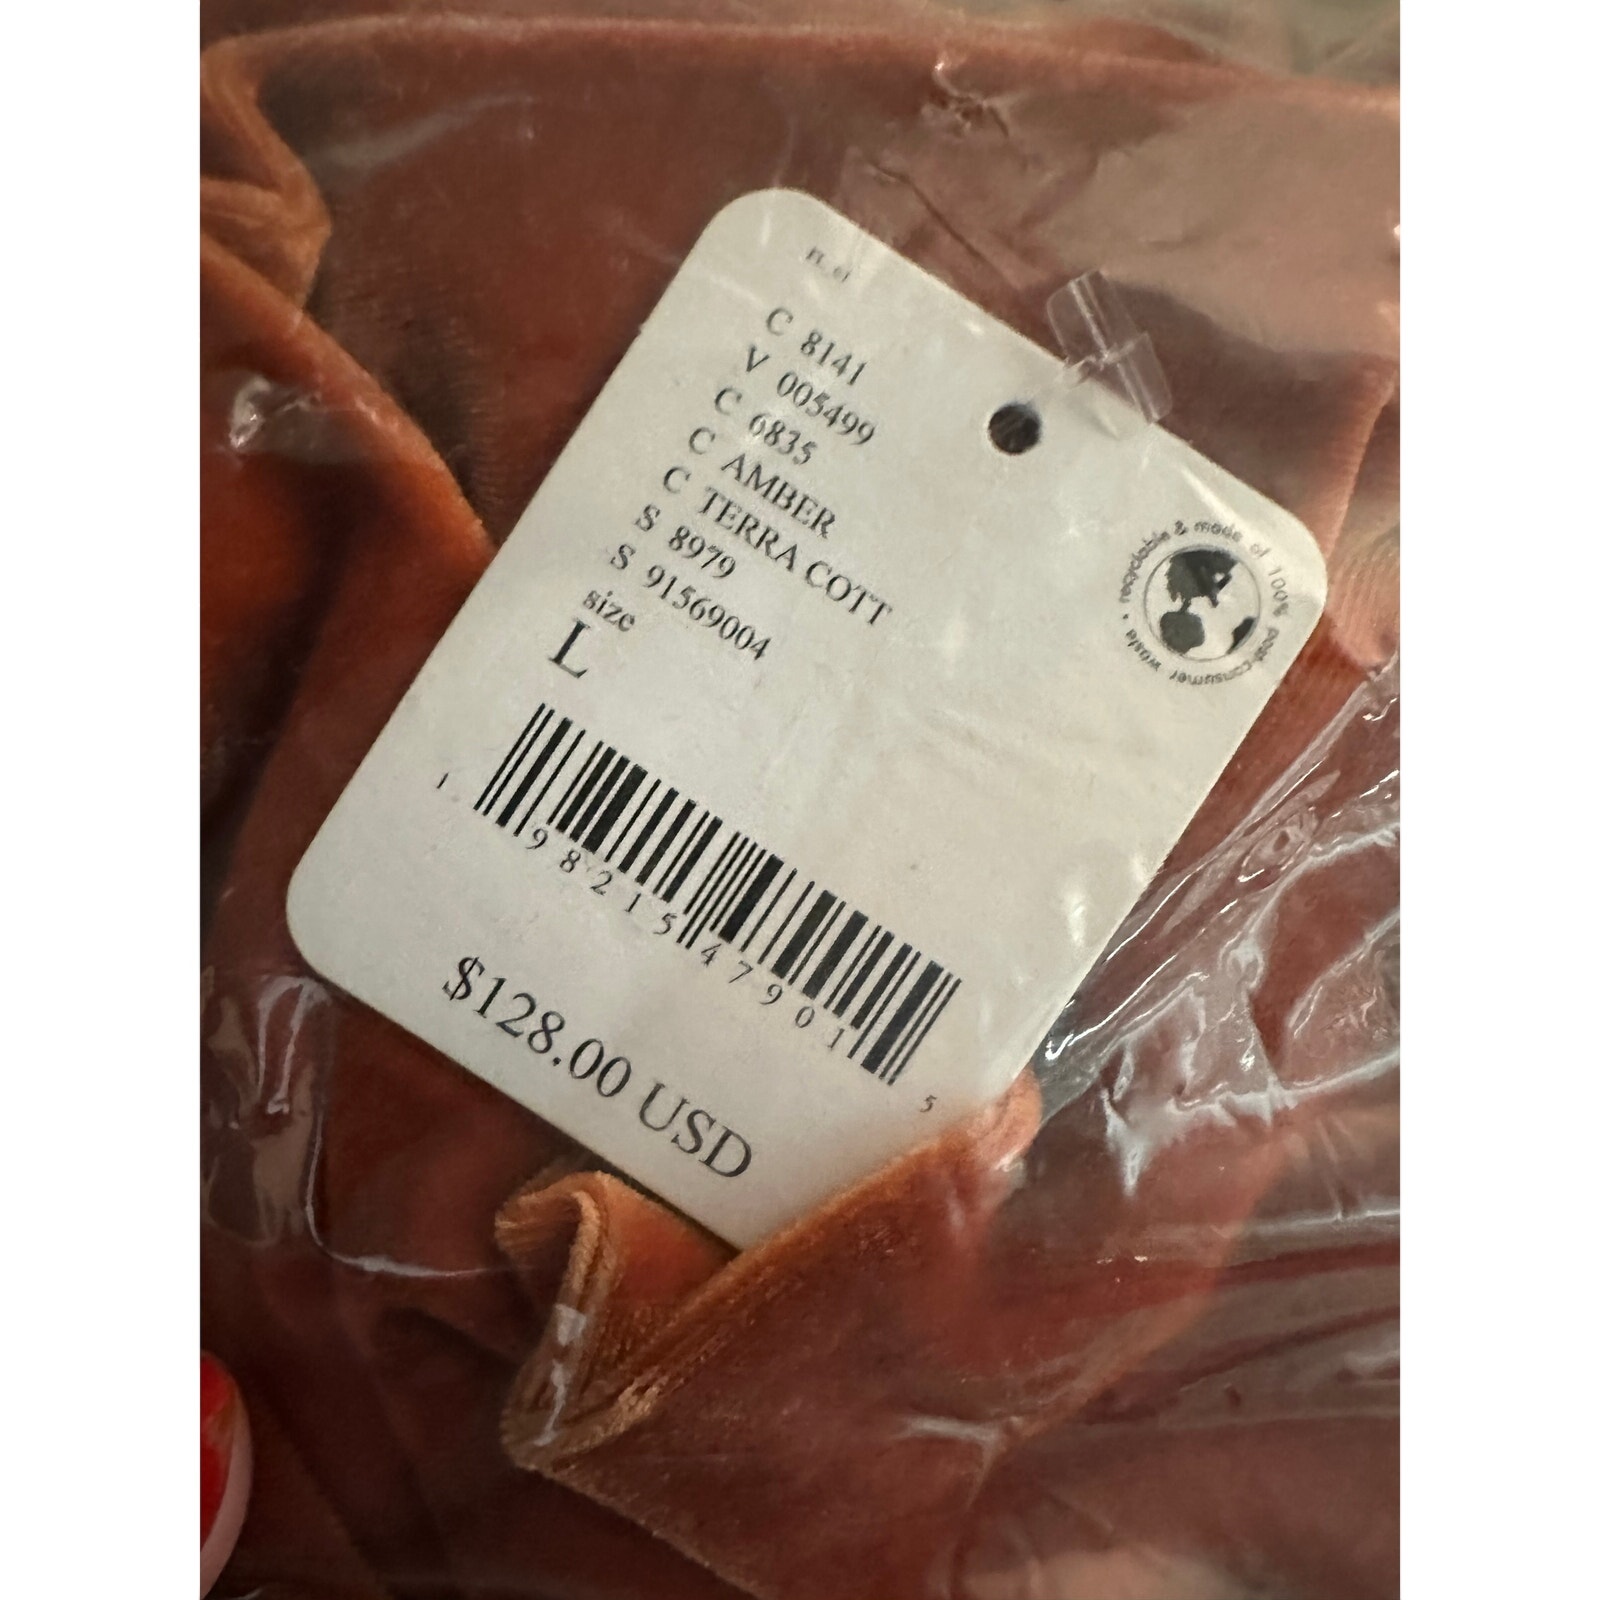 C 8141
V 005499
C 6835
C AMBER
C TERRA COTT
S 8979
S 91569004
size
L
recyclable & made of 100% post-consumer waste •
1 98215 47901 5
$128.00 USD